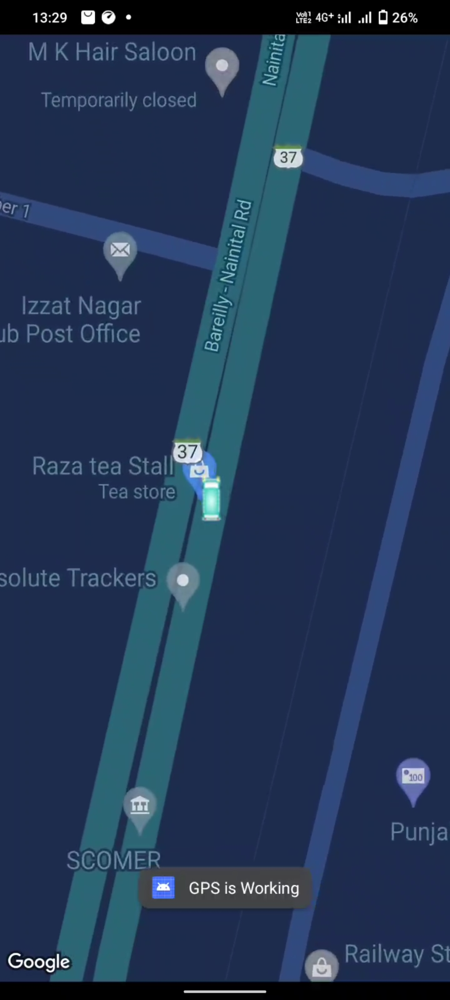 13:29
Vo)) 1
LTE2 4G+ 26%
M K Hair Saloon
Temporarily closed
Nainita
37
er 1
Bareilly - Nainital Rd
Izzat Nagar
ub Post Office
37
Raza tea Stall
Tea store
solute Trackers
100
Punja
SCOMER
GPS is Working
Railway St
Google